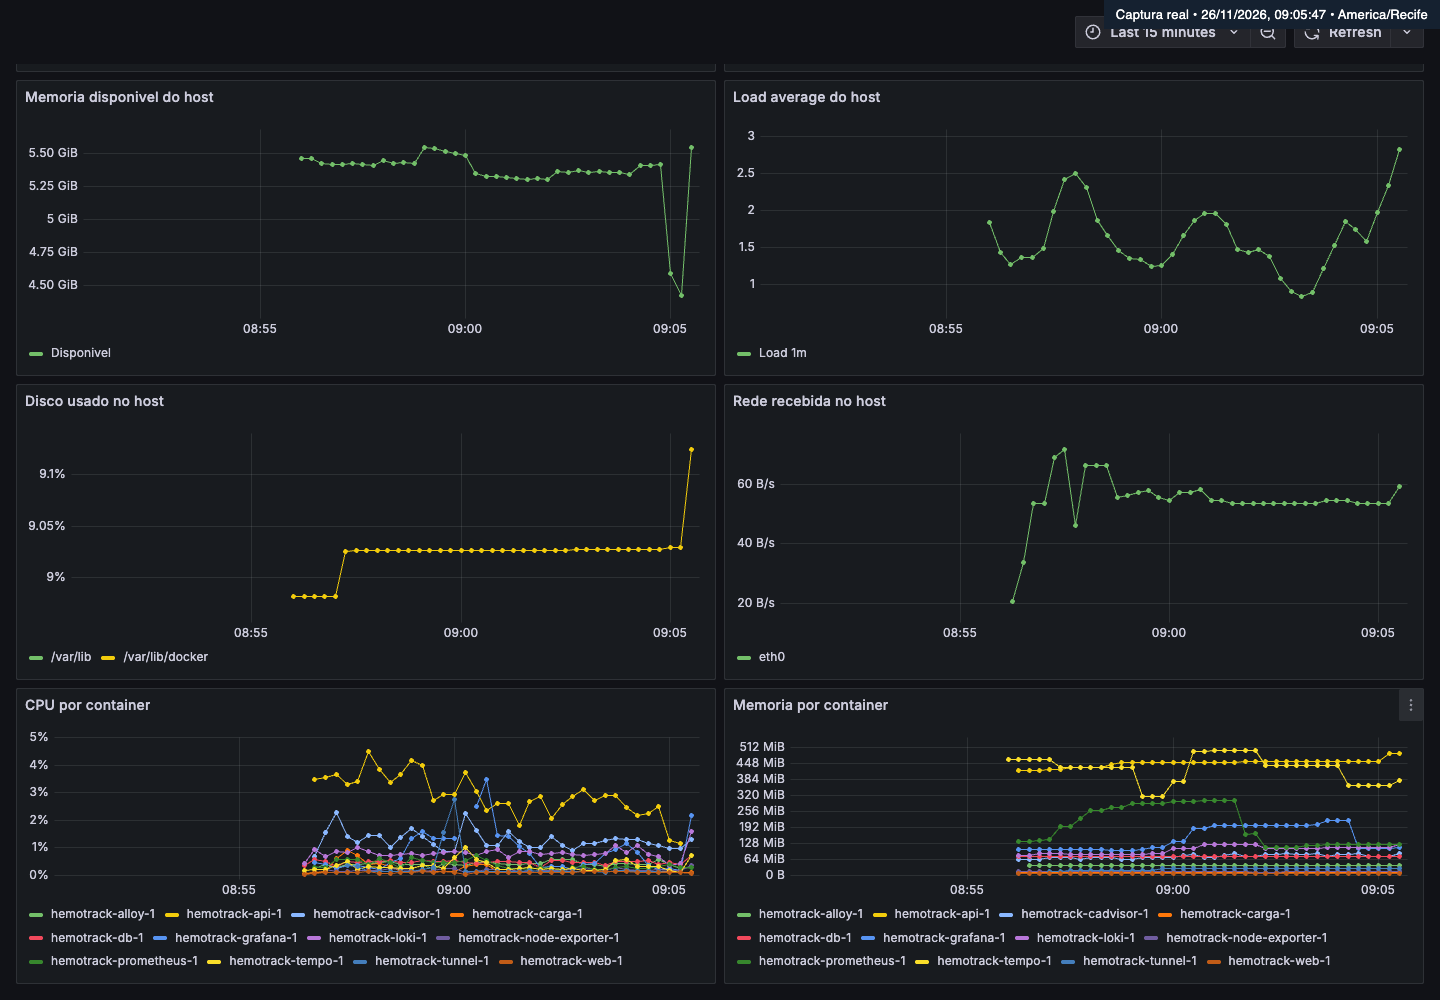 Captura real • 26/11/2026, 09:05:47 • America/Recife
Last 15 minutes
Refresh
Memoria disponivel do host
5.50 GiB
5.25 GiB
5 GiB
4.75 GiB
4.50 GiB
08:55 09:00 09:05
Disponivel
Load average do host
3
2.5
2
1.5
1
08:55 09:00 09:05
Load 1m
Disco usado no host
9.1%
9.05%
9%
08:55 09:00 09:05
/var/lib /var/lib/docker
Rede recebida no host
60 B/s
40 B/s
20 B/s
08:55 09:00 09:05
eth0
CPU por container
5%
4%
3%
2%
1%
0%
08:55 09:00 09:05
hemotrack-alloy-1 hemotrack-api-1 hemotrack-cadvisor-1 hemotrack-carga-1
hemotrack-db-1 hemotrack-grafana-1 hemotrack-loki-1 hemotrack-node-exporter-1
hemotrack-prometheus-1 hemotrack-tempo-1 hemotrack-tunnel-1 hemotrack-web-1
Memoria por container
512 MiB
448 MiB
384 MiB
320 MiB
256 MiB
192 MiB
128 MiB
64 MiB
0 B
08:55 09:00 09:05
hemotrack-alloy-1 hemotrack-api-1 hemotrack-cadvisor-1 hemotrack-carga-1
hemotrack-db-1 hemotrack-grafana-1 hemotrack-loki-1 hemotrack-node-exporter-1
hemotrack-prometheus-1 hemotrack-tempo-1 hemotrack-tunnel-1 hemotrack-web-1